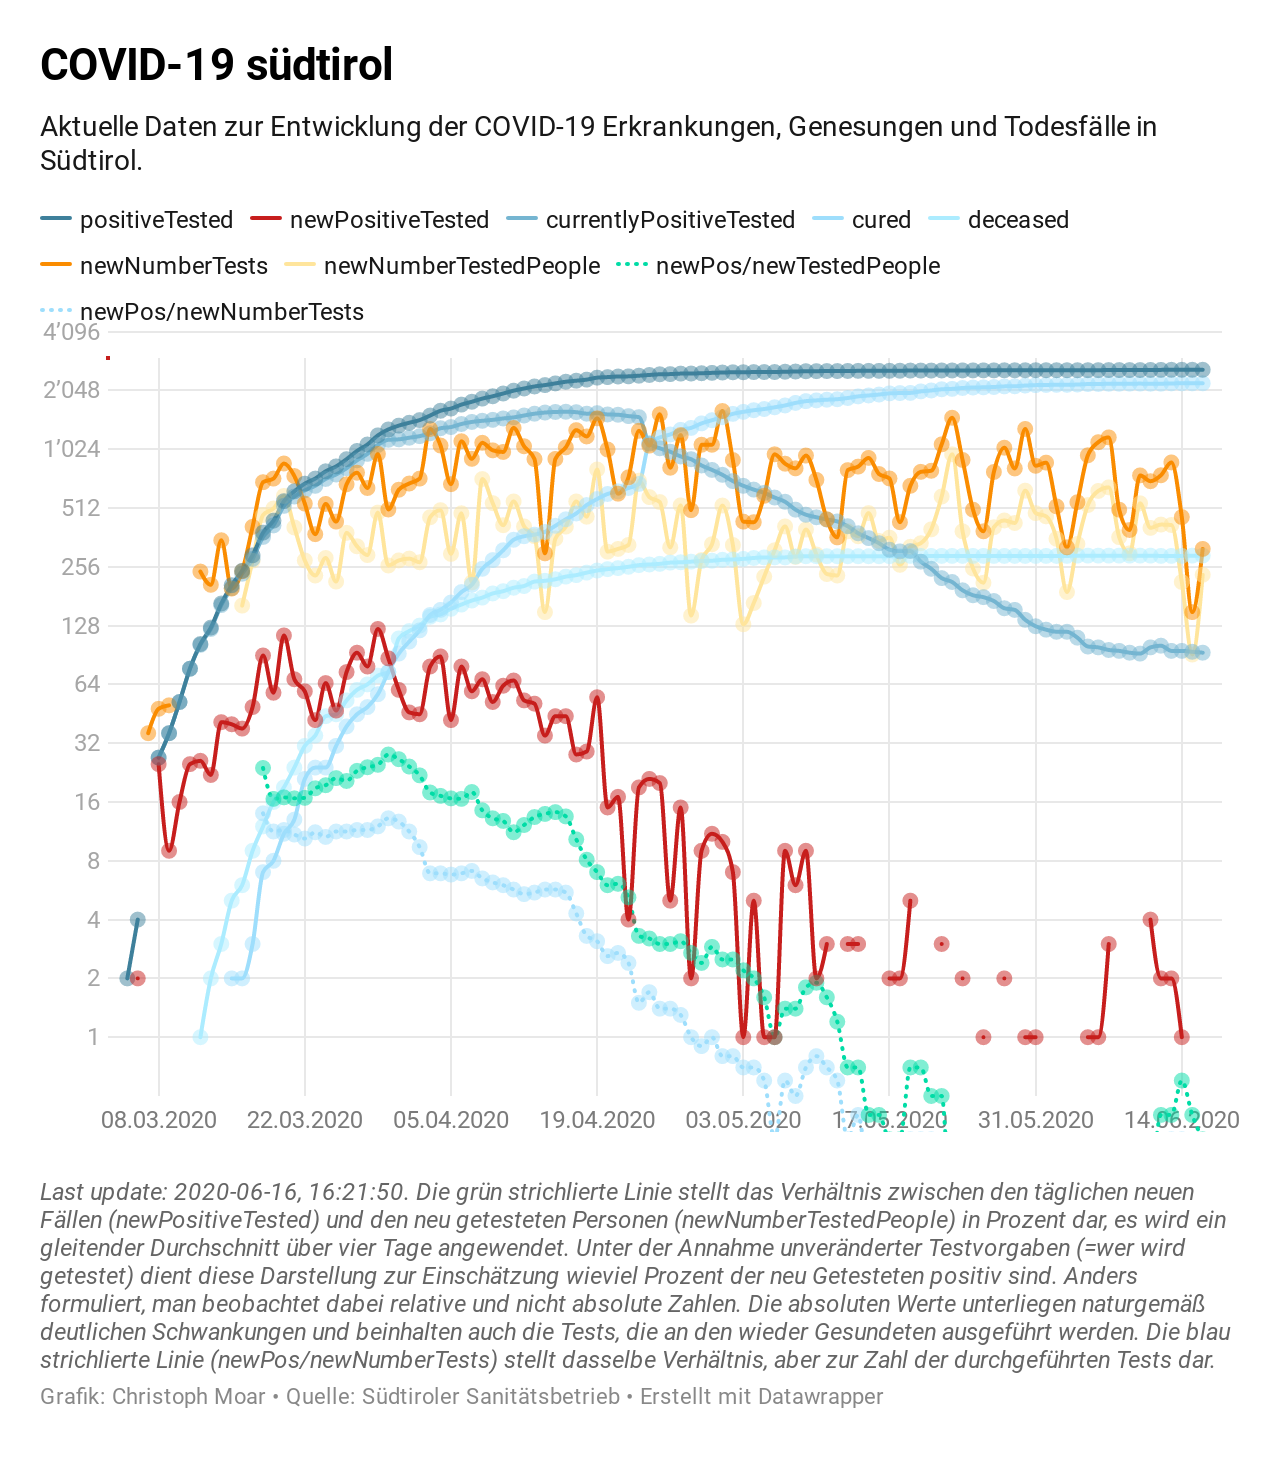 COVID-19 südtirol
Aktuelle Daten zur Entwicklung der COVID-19 Erkrankungen, Genesungen und Todesfälle in
Südtirol.
positiveTested newPositiveTested currentlyPositiveTested cured deceased
newNumberTests newNumberTestedPeople newPos/newTestedPeople
newPos/newNumberTests
4’096
2’048
1’024
512
256
128
64
32
16
8
4
2
1
08.03.2020 22.03.2020 05.04.2020 19.04.2020 03.05.2020 17.05.2020 31.05.2020 14.06.2020
Last update: 2020-06-16, 16:21:50. Die grün strichlierte Linie stellt das Verhältnis zwischen den täglichen neuen
Fällen (newPositiveTested) und den neu getesteten Personen (newNumberTestedPeople) in Prozent dar, es wird ein
gleitender Durchschnitt über vier Tage angewendet. Unter der Annahme unveränderter Testvorgaben (=wer wird
getestet) dient diese Darstellung zur Einschätzung wieviel Prozent der neu Getesteten positiv sind. Anders
formuliert, man beobachtet dabei relative und nicht absolute Zahlen. Die absoluten Werte unterliegen naturgemäß
deutlichen Schwankungen und beinhalten auch die Tests, die an den wieder Gesundeten ausgeführt werden. Die blau
strichlierte Linie (newPos/newNumberTests) stellt dasselbe Verhältnis, aber zur Zahl der durchgeführten Tests dar.
Grafik: Christoph Moar • Quelle: Südtiroler Sanitätsbetrieb • Erstellt mit Datawrapper